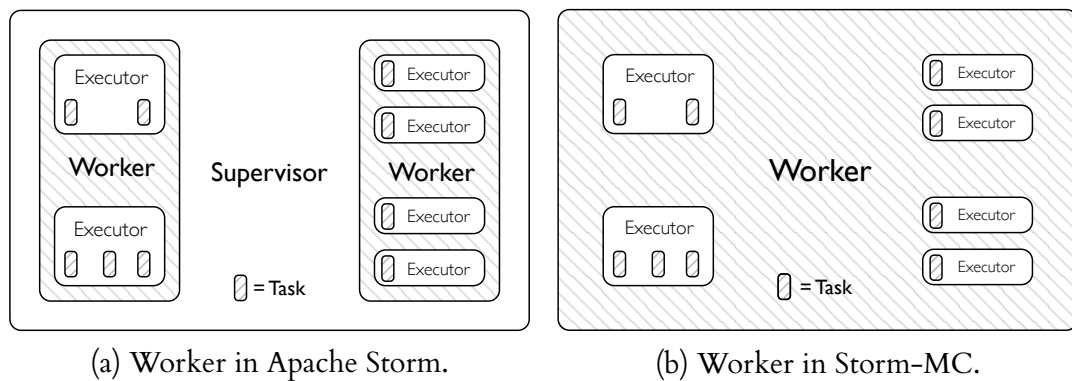 Executor
Worker
Executor
Supervisor
= Task
Executor
Executor
Worker
Executor
Executor
(a) Worker in Apache Storm.
Executor
Executor
Worker
= Task
Executor
Executor
Executor
Executor
(b) Worker in Storm-MC.